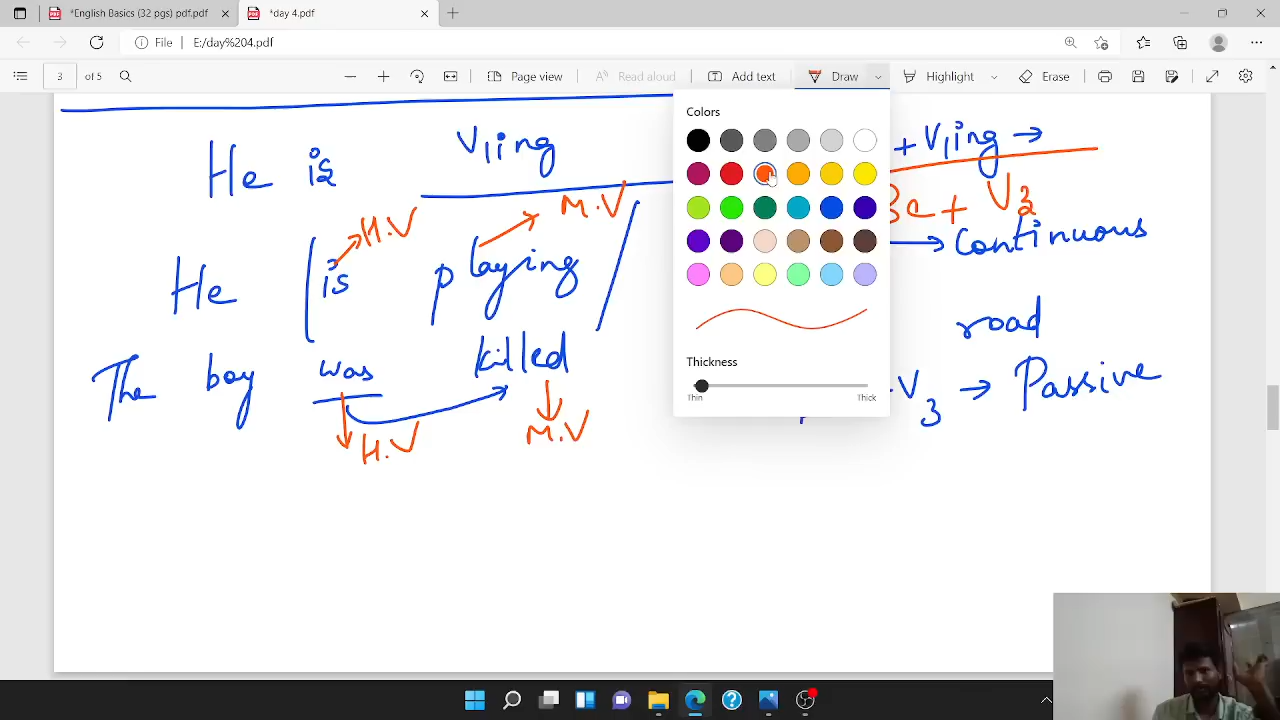 *English Basics (32 pgs) pdf.pdf *day 4.pdf
File E:/day%204.pdf
3 of 5 Page view Read aloud Add text Draw Highlight Erase
Colors
He is V1ing + V1ing →
M.V Be + V3
H.V
→ Continuous
He is playing
road
The boy was killed V3 → Passive
Thickness
Thin Thick
H.V M.V